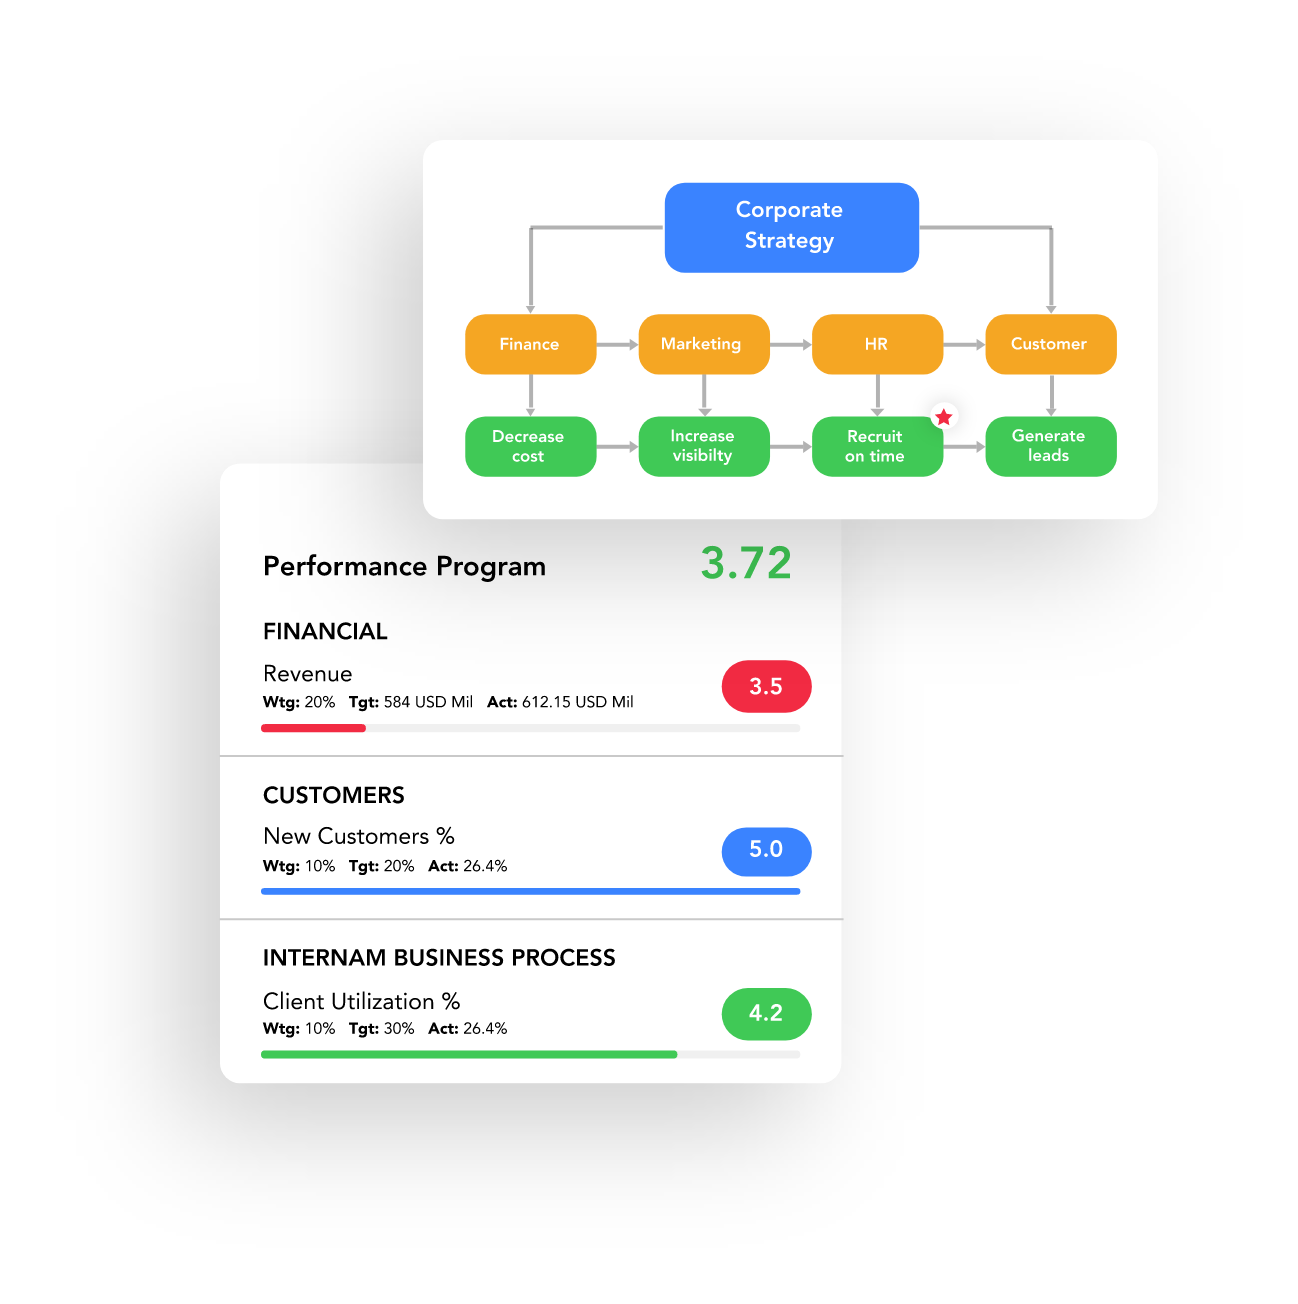 Corporate
Strategy
Finance
Marketing
HR
Customer
Decrease
cost
Increase
visibilty
Recruit
on time
Generate
leads
Performance Program
3.72
FINANCIAL
Revenue
Wtg: 20% Tgt: 584 USD Mil Act: 612.15 USD Mil
3.5
CUSTOMERS
New Customers %
Wtg: 10% Tgt: 20% Act: 26.4%
5.0
INTERNAM BUSINESS PROCESS
Client Utilization %
Wtg: 10% Tgt: 30% Act: 26.4%
4.2